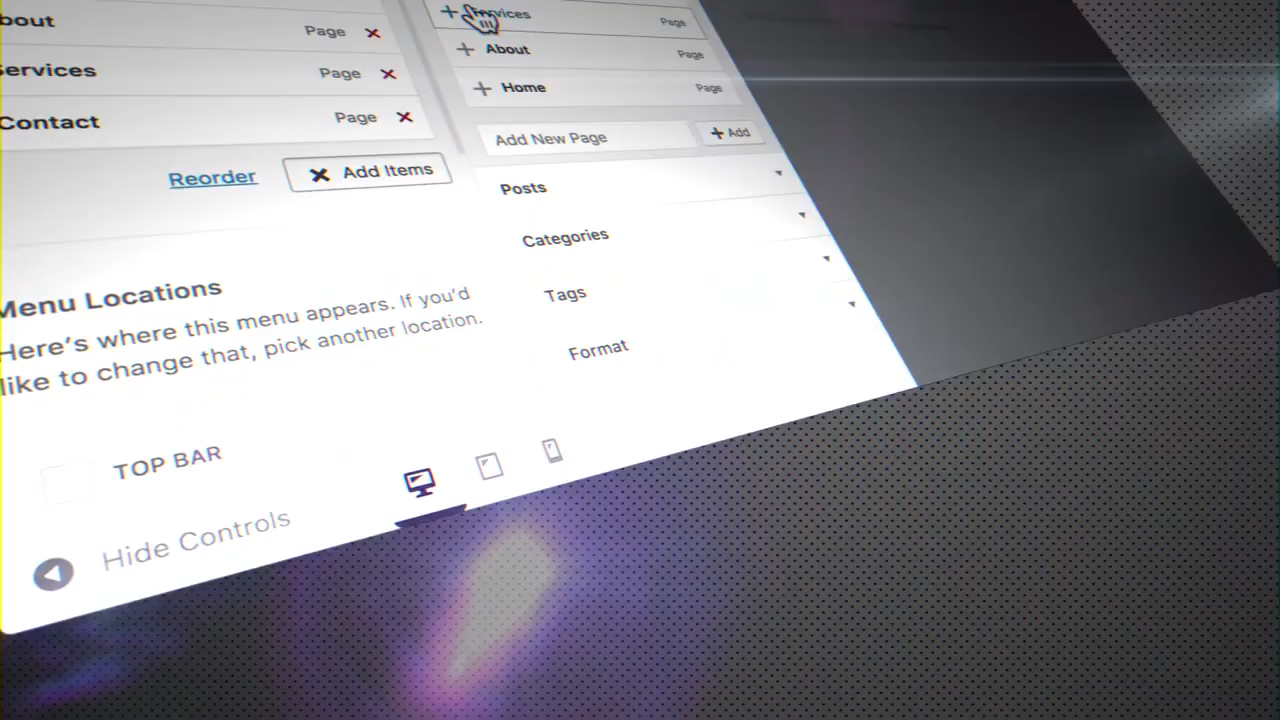 bout Page
ervices Page
Contact Page
Reorder Add Items
Menu Locations
Here's where this menu appears. If you'd
like to change that, pick another location.
TOP BAR
Hide Controls
Services Page
About Page
Home Page
Add New Page Add
Posts
Categories
Tags
Format